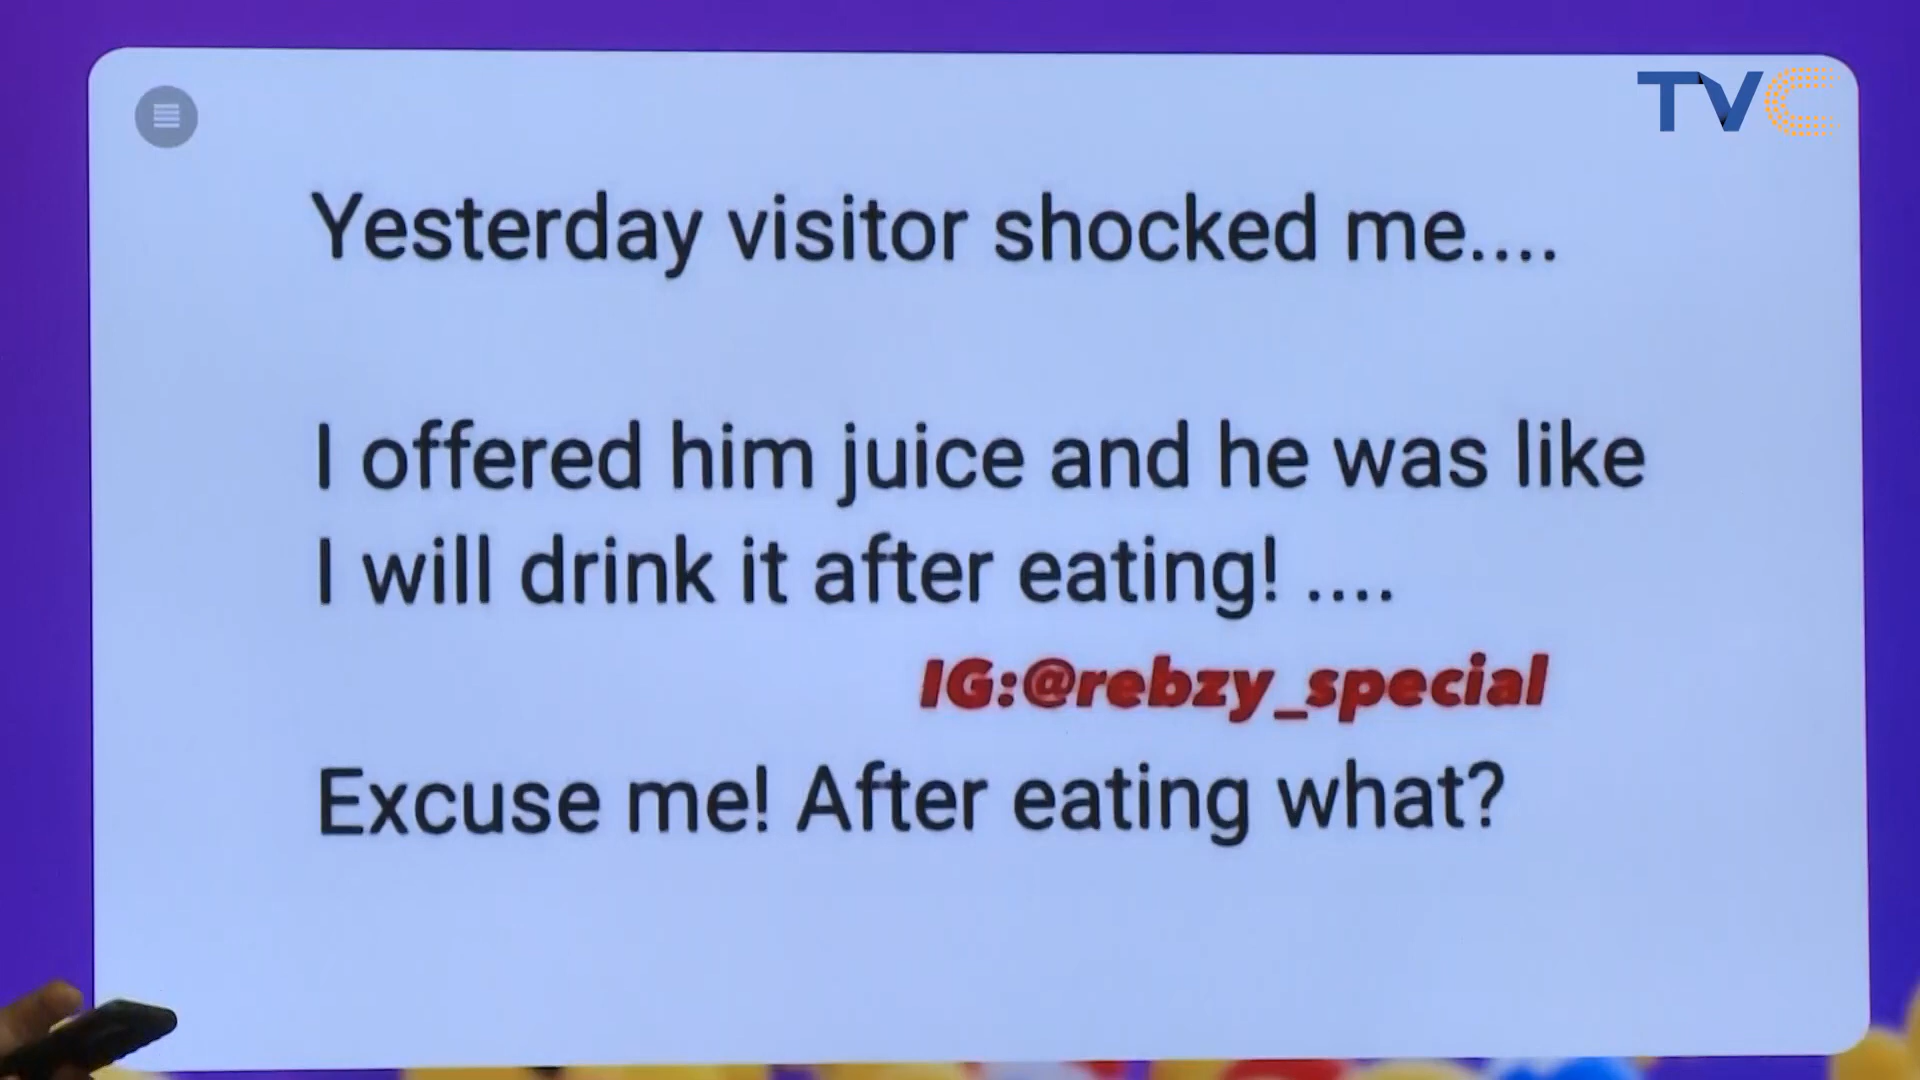 TVC
Yesterday visitor shocked me....
I offered him juice and he was like
I will drink it after eating! ....
IG:@rebzy_special
Excuse me! After eating what?